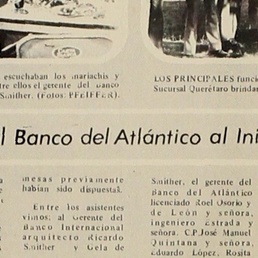 escuchaban los mariachis y
tre ellos el gerente del banco
Smither. (Fotos: PFEIFFER).
LOS PRINCIPALES funci
Sucursal Querétaro brindar
l Banco del Atlántico al Ini
mesas previamente
habían sido dispuestas.
Entre los asistentes
vimos: al Gerente del
Banco Internacional
arquitecto Ricardo
Smither y Gela de
Smither, el gerente del
Banco del Atlántico
licenciado Roel Osorio y
de León y señora,
ingeniero Estrada y
señora. C.P. José Manuel
Quintana y señora,
Eduardo López, Rosita